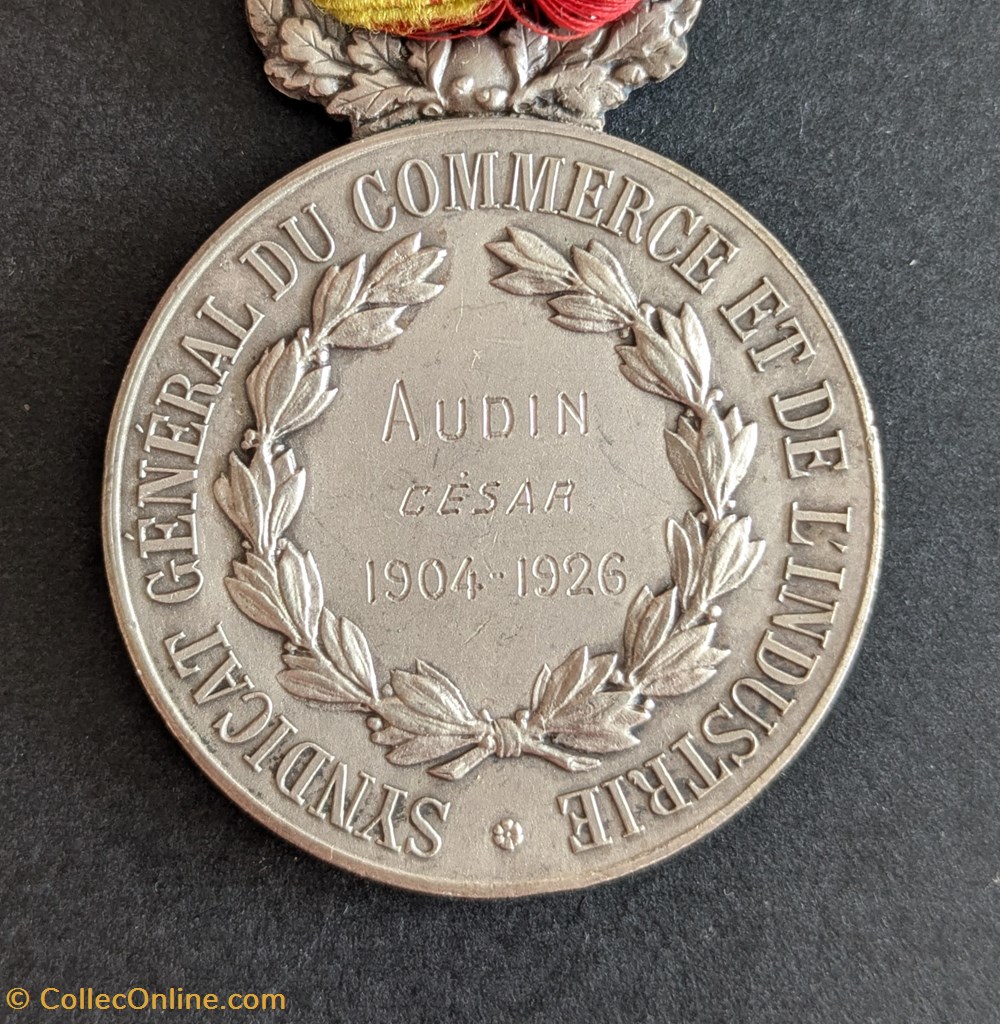 SYNDICAT GÉNÉRAL DU COMMERCE ET DE L'INDUSTRIE
AUDIN
CÉSAR
1904-1926
© CollecOnline.com